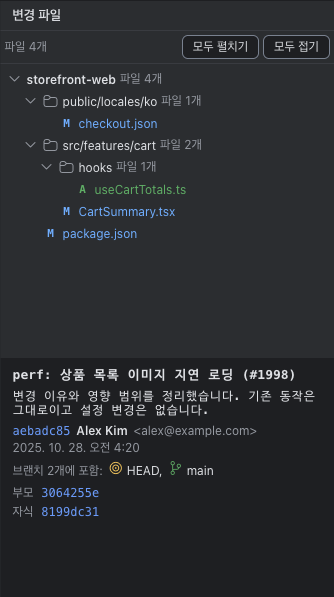 변경 파일
파일 4개
모두 펼치기
모두 접기
storefront-web 파일 4개
public/locales/ko 파일 1개
M checkout.json
src/features/cart 파일 2개
hooks 파일 1개
A useCartTotals.ts
M CartSummary.tsx
M package.json
perf: 상품 목록 이미지 지연 로딩 (#1998)
변경 이유와 영향 범위를 정리했습니다. 기존 동작은
그대로이고 설정 변경은 없습니다.
aebadc85 Alex Kim <alex@example.com>
2025. 10. 28. 오전 4:20
브랜치 2개에 포함: HEAD, main
부모 3064255e
자식 8199dc31